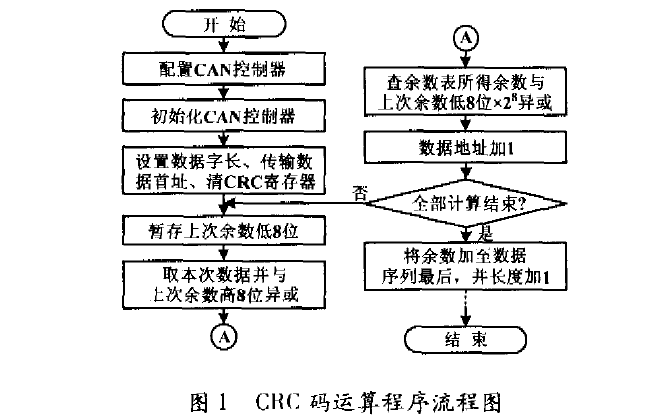 开始
配置CAN控制器
初始化CAN控制器
设置数据字长、传输数
据首址、清CRC寄存器
暂存上次余数低8位
取本次数据并与
上次余数高8位异或
A
A
查余数表所得余数与
上次余数低8位×2⁸异或
数据地址加1
全部计算结束?
否
是
将余数加至数据
序列最后，并长度加1
结束
图1 CRC码运算程序流程图